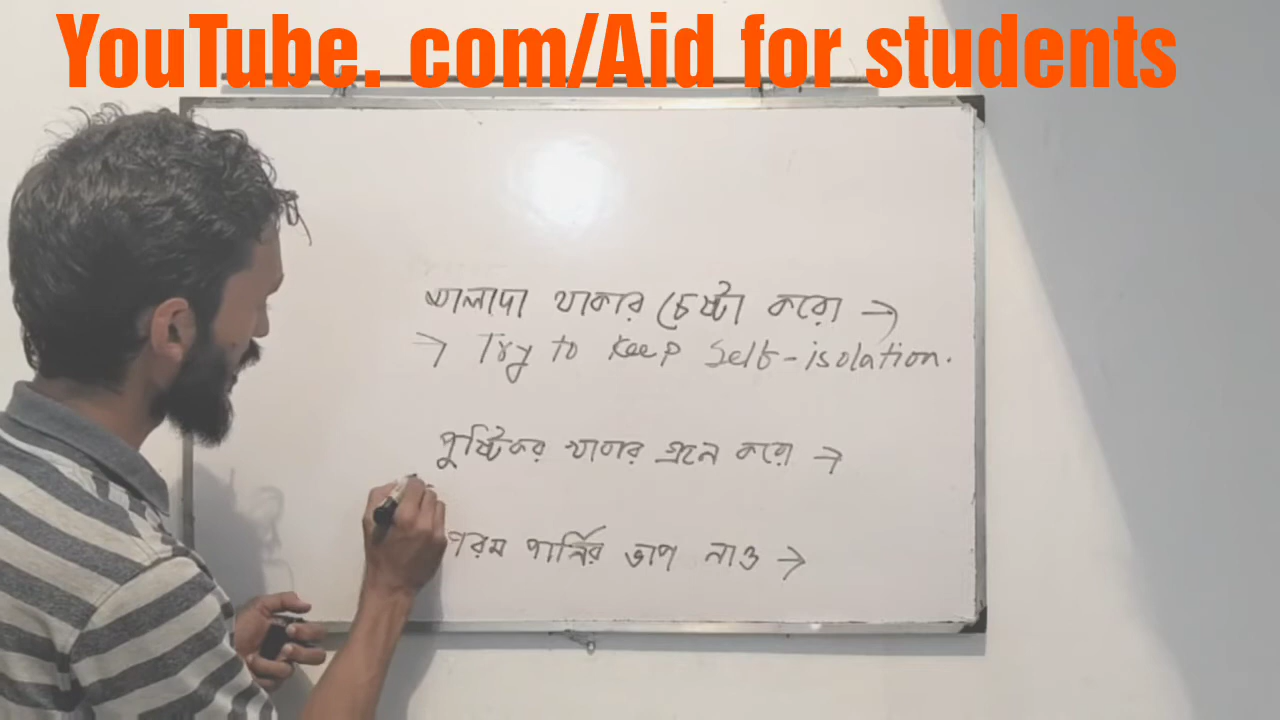 YouTube. com/Aid for students
আলাদা থাকার চেষ্টা করো →
→ Try to keep Self-isolation.
পুষ্টিকর খাবার গ্রহন করো →
গরম পানির ভাপ নাও →